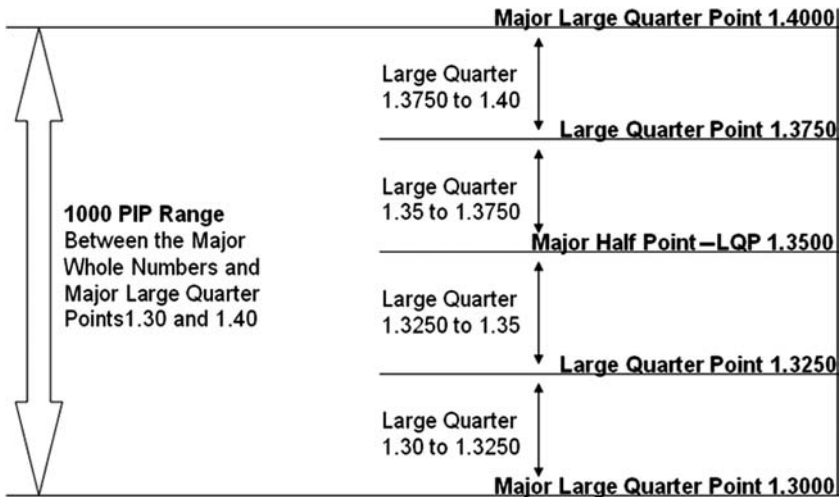 Major Large Quarter Point 1.4000
Large Quarter
1.3750 to 1.40
Large Quarter Point 1.3750
Large Quarter
1.35 to 1.3750
1000 PIP Range
Between the Major
Whole Numbers and
Major Large Quarter
Points1.30 and 1.40
Major Half Point–LQP 1.3500
Large Quarter
1.3250 to 1.35
Large Quarter Point 1.3250
Large Quarter
1.30 to 1.3250
Major Large Quarter Point 1.3000